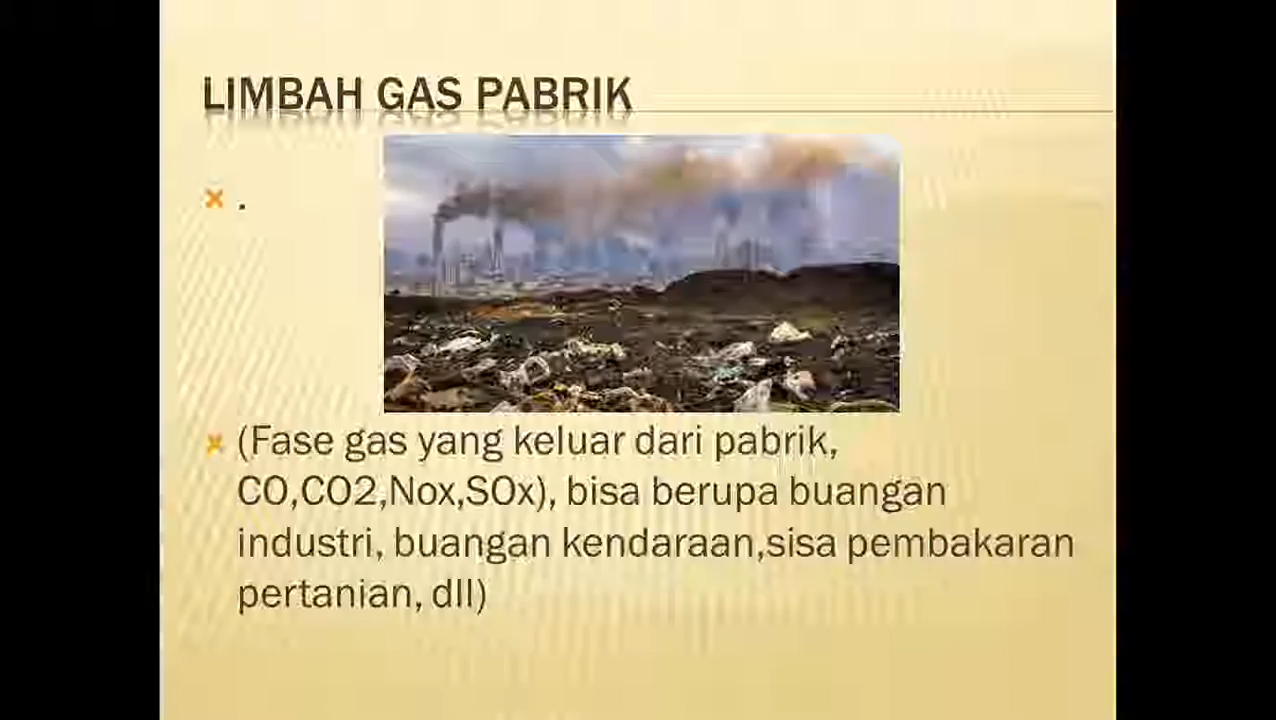 LIMBAH GAS PABRIK
.
(Fase gas yang keluar dari pabrik,
CO,CO2,Nox,SOx), bisa berupa buangan
industri, buangan kendaraan,sisa pembakaran
pertanian, dll)